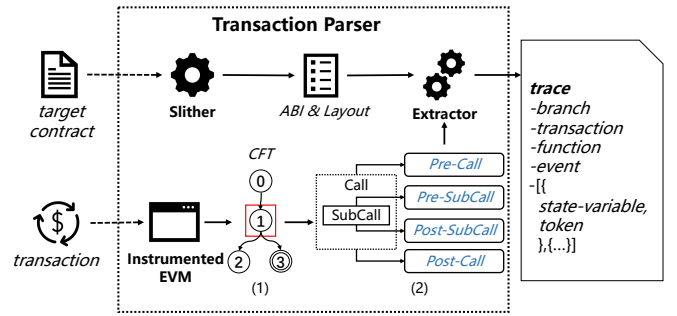 Transaction Parser
target
contract
Slither
ABI & Layout
Extractor
trace
-branch
-transaction
-function
-event
-[{
state-variable,
token
},{...}]
$
transaction
Instrumented
EVM
CFT
0
1
2
3
(1)
Call
SubCall
Pre-Call
Pre-SubCall
Post-SubCall
Post-Call
(2)